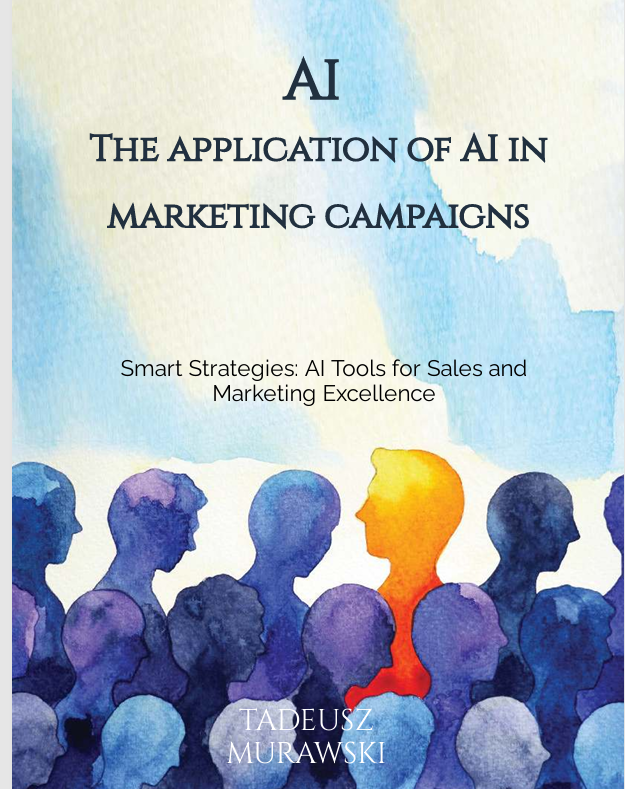 AI
The application of AI in
marketing campaigns
Smart Strategies: AI Tools for Sales and
Marketing Excellence
TADEUSZ
MURAWSKI